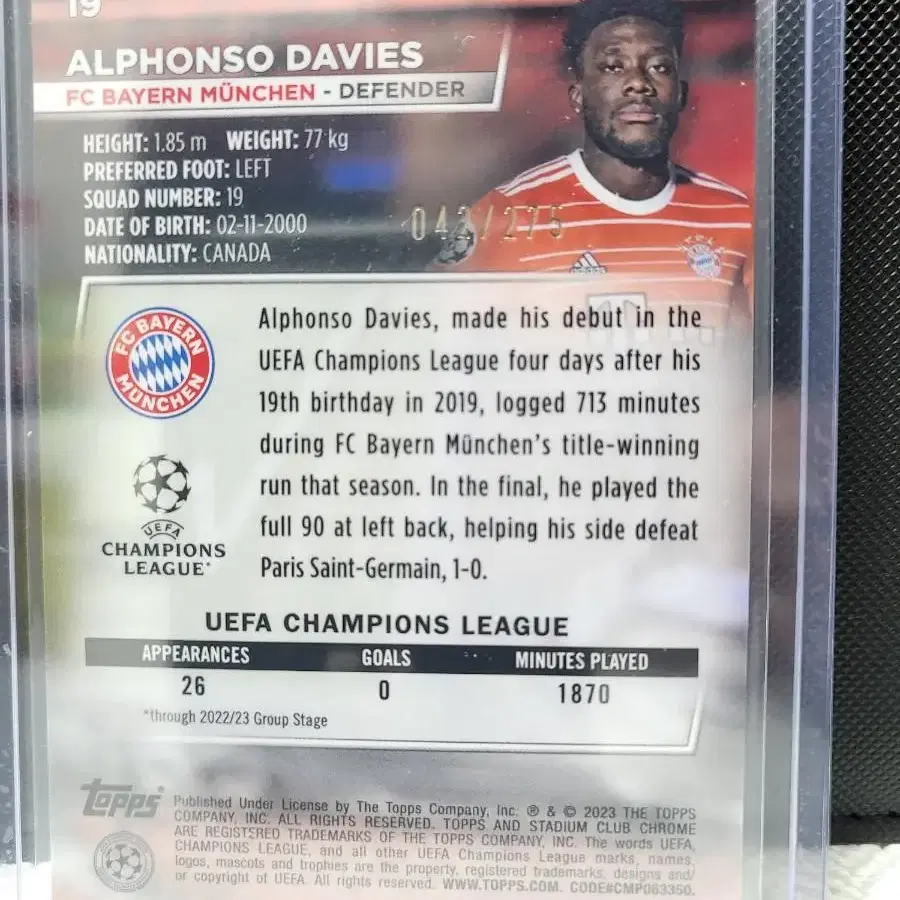 19
ALPHONSO DAVIES
FC BAYERN MÜNCHEN - DEFENDER
HEIGHT: 1.85 m WEIGHT: 77 kg
PREFERRED FOOT: LEFT
SQUAD NUMBER: 19
DATE OF BIRTH: 02-11-2000
NATIONALITY: CANADA
/275
adidas
FC BAYERN
MÜNCHEN
Alphonso Davies, made his debut in the
UEFA Champions League four days after his
19th birthday in 2019, logged 713 minutes
during FC Bayern München's title-winning
run that season. In the final, he played the
full 90 at left back, helping his side defeat
Paris Saint-Germain, 1-0.
UEFA
CHAMPIONS
LEAGUE
UEFA CHAMPIONS LEAGUE
APPEARANCES GOALS MINUTES PLAYED
26 0 1870
*through 2022/23 Group Stage
Topps
Published Under License by The Topps Company, Inc. ® & © 2023 THE TOPPS
COMPANY, INC. ALL RIGHTS RESERVED. TOPPS AND STADIUM CLUB CHROME
ARE REGISTERED TRADEMARKS OF THE TOPPS COMPANY, INC. The words UEFA,
CHAMPIONS LEAGUE, and all other UEFA Champions League marks, names,
logos, mascots and trophies are the property, registered trademarks, designs and/
or copyright of UEFA. All rights reserved. WWW.TOPPS.COM. CODE#CMP083350.